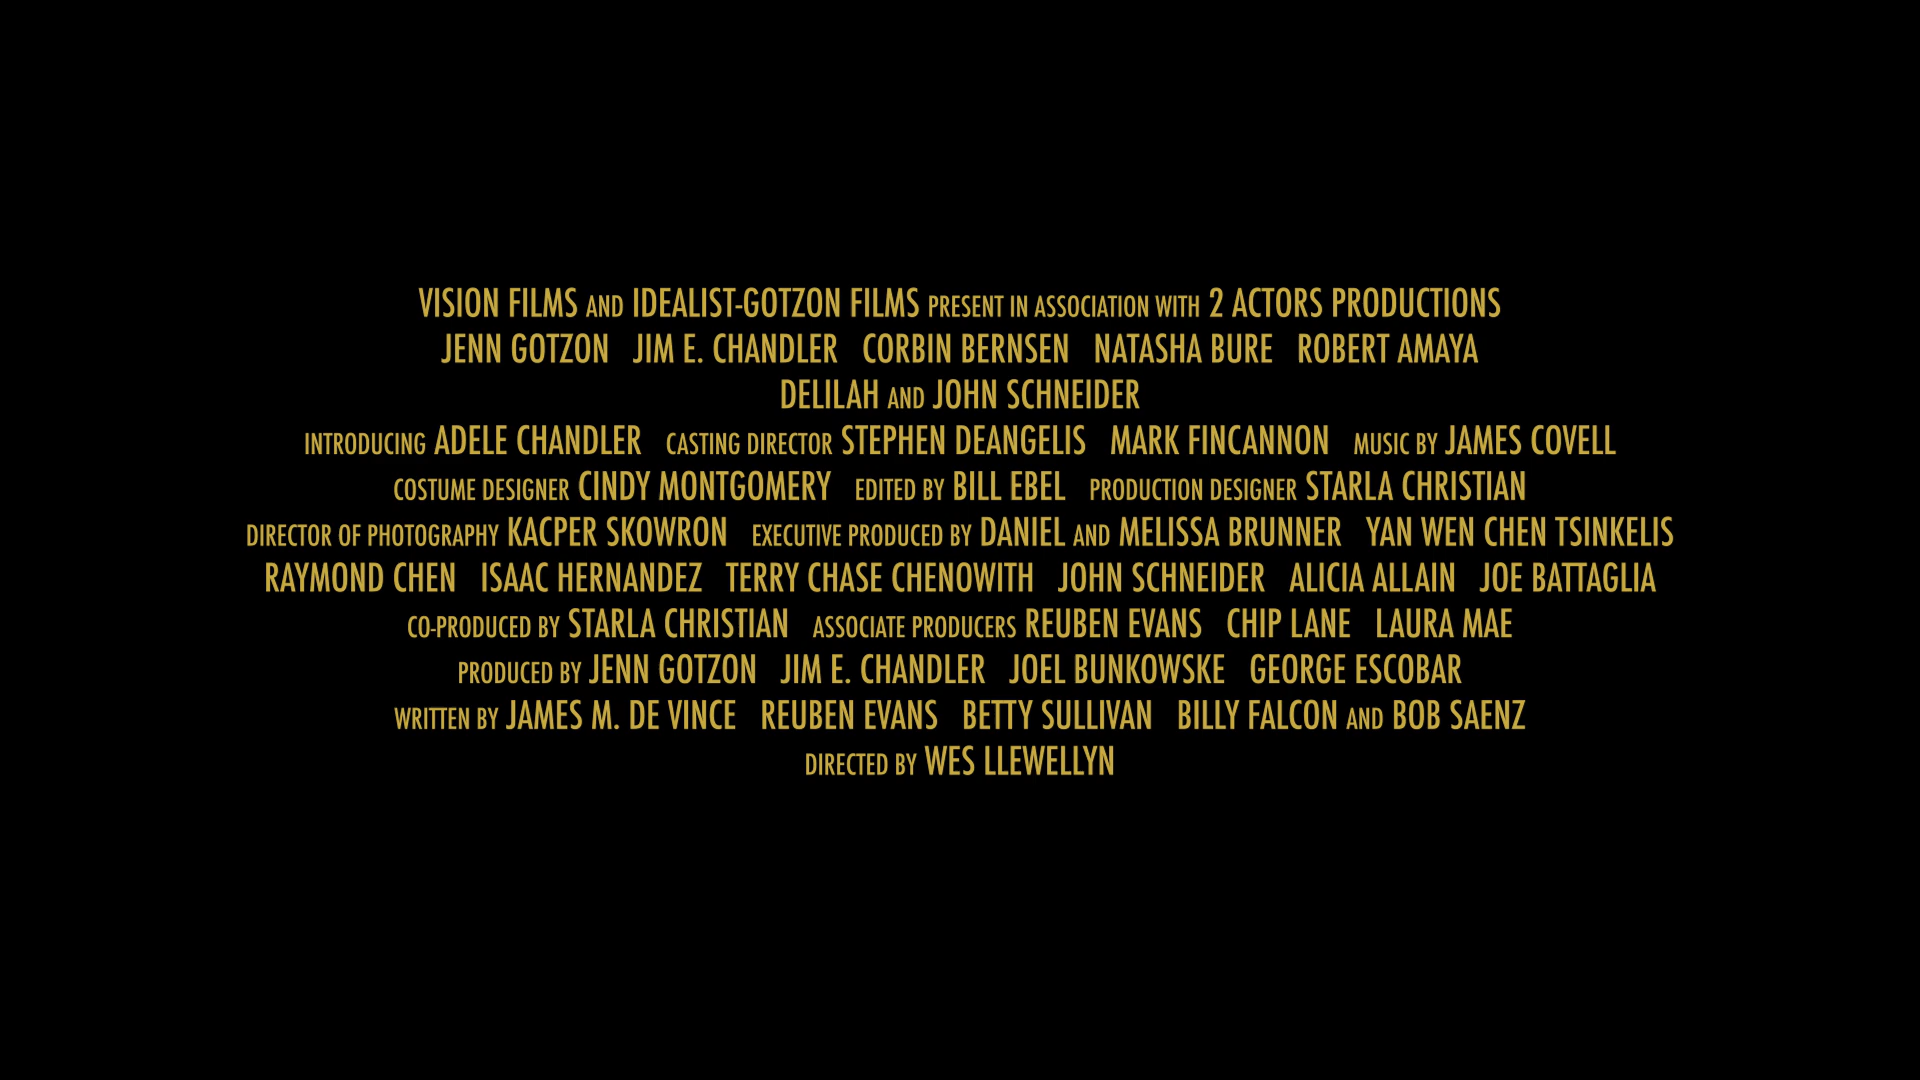 VISION FILMS AND IDEALIST-GOTZON FILMS PRESENT IN ASSOCIATION WITH 2 ACTORS PRODUCTIONS
JENN GOTZON JIM E. CHANDLER CORBIN BERNSEN NATASHA BURE ROBERT AMAYA
DELILAH AND JOHN SCHNEIDER
INTRODUCING ADELE CHANDLER CASTING DIRECTOR STEPHEN DEANGELIS MARK FINCANNON MUSIC BY JAMES COVELL
COSTUME DESIGNER CINDY MONTGOMERY EDITED BY BILL EBEL PRODUCTION DESIGNER STARLA CHRISTIAN
DIRECTOR OF PHOTOGRAPHY KACPER SKOWRON EXECUTIVE PRODUCED BY DANIEL AND MELISSA BRUNNER YAN WEN CHEN TSINKELIS
RAYMOND CHEN ISAAC HERNANDEZ TERRY CHASE CHENOWITH JOHN SCHNEIDER ALICIA ALLAIN JOE BATTAGLIA
CO-PRODUCED BY STARLA CHRISTIAN ASSOCIATE PRODUCERS REUBEN EVANS CHIP LANE LAURA MAE
PRODUCED BY JENN GOTZON JIM E. CHANDLER JOEL BUNKOWSKE GEORGE ESCOBAR
WRITTEN BY JAMES M. DE VINCE REUBEN EVANS BETTY SULLIVAN BILLY FALCON AND BOB SAENZ
DIRECTED BY WES LLEWELLYN